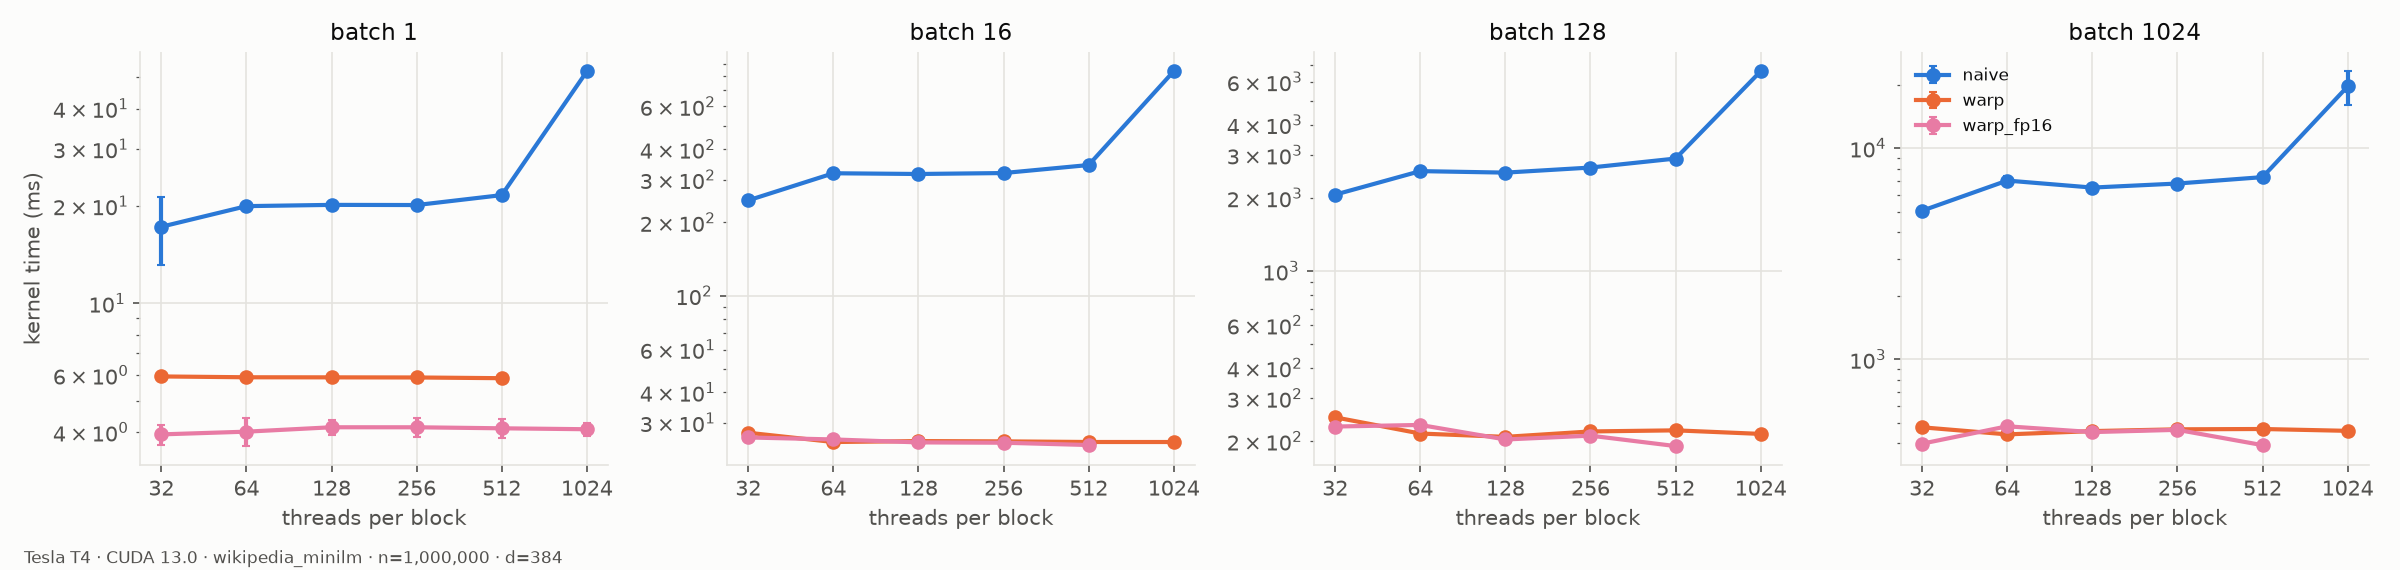 batch 1
batch 16
batch 128
batch 1024
kernel time (ms)
4 × 10¹
3 × 10¹
2 × 10¹
10¹
6 × 10⁰
4 × 10⁰
32 64 128 256 512 1024
threads per block
6 × 10²
4 × 10²
3 × 10²
2 × 10²
10²
6 × 10¹
4 × 10¹
3 × 10¹
32 64 128 256 512 1024
threads per block
6 × 10³
4 × 10³
3 × 10³
2 × 10³
10³
6 × 10²
4 × 10²
3 × 10²
2 × 10²
32 64 128 256 512 1024
threads per block
naive
warp
warp_fp16
10⁴
10³
32 64 128 256 512 1024
threads per block
Tesla T4 · CUDA 13.0 · wikipedia_minilm · n=1,000,000 · d=384